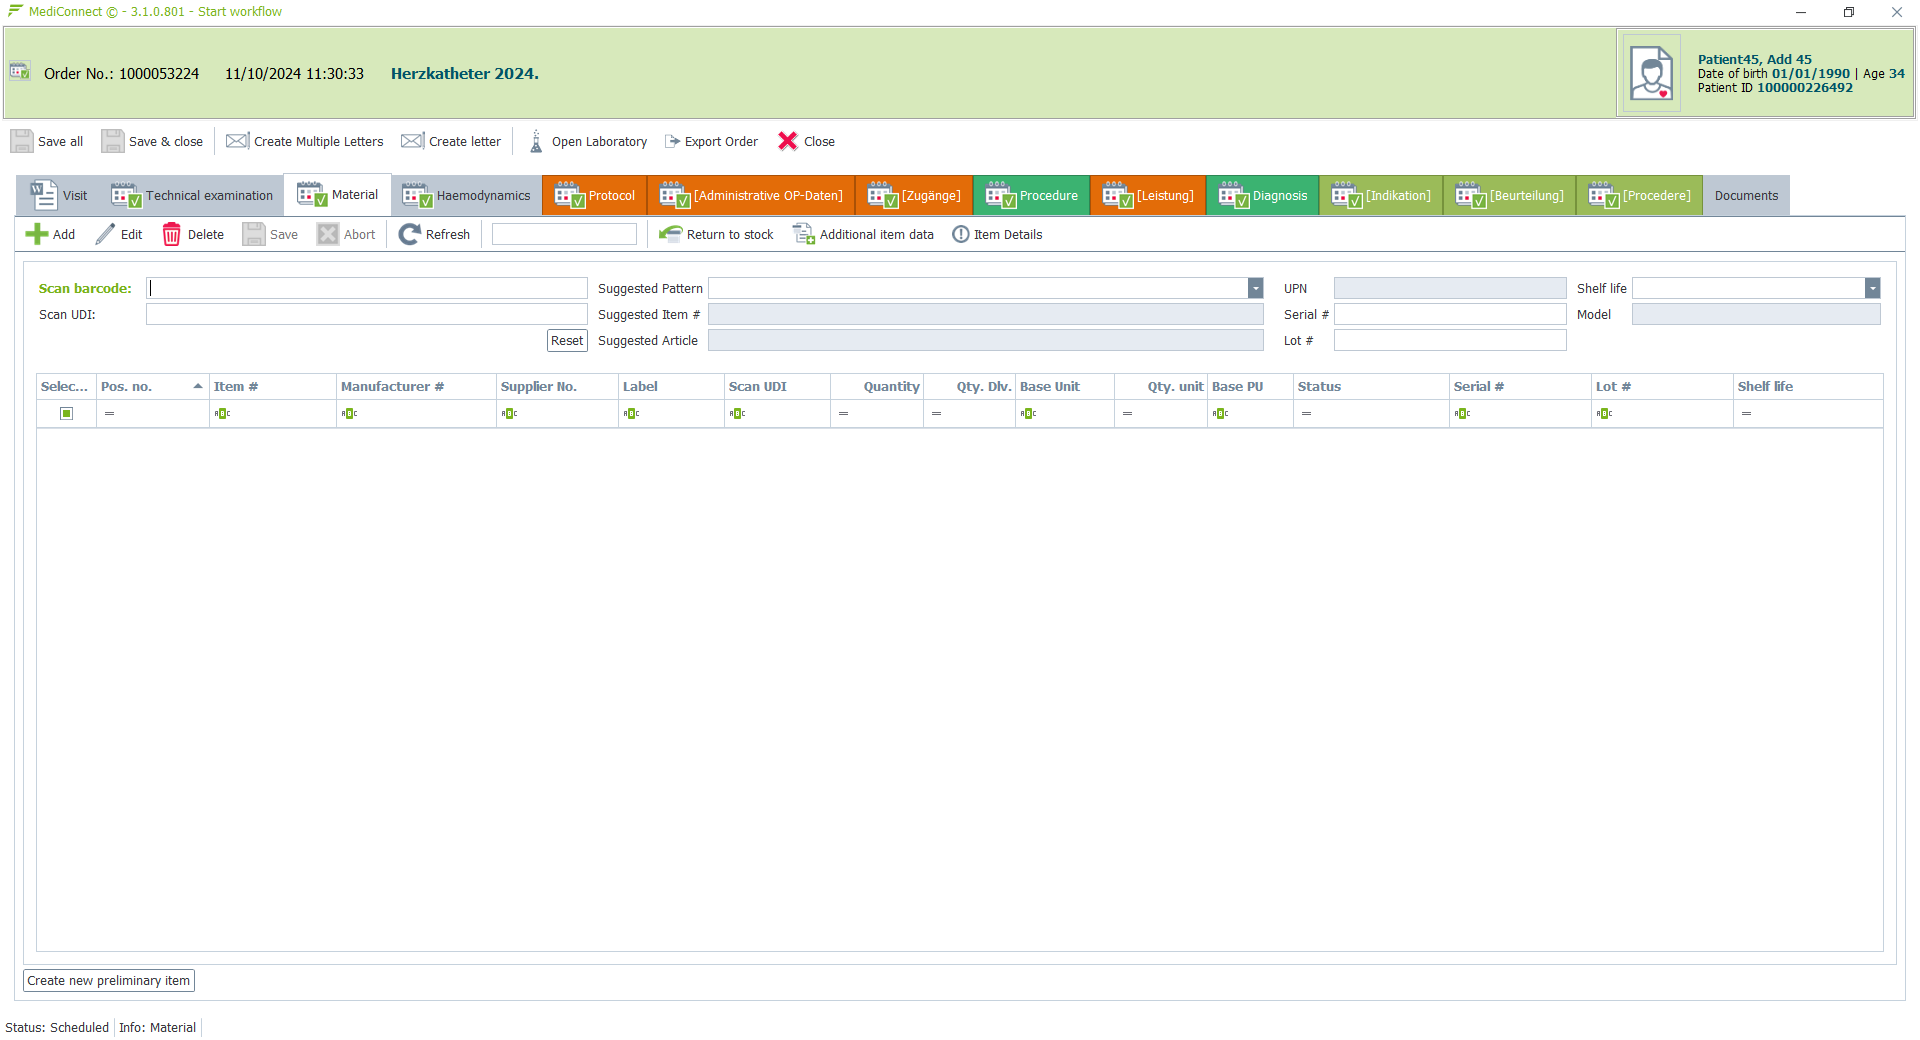 MediConnect © - 3.1.0.801 - Start workflow
Order No.: 1000053224 11/10/2024 11:30:33 Herzkatheter 2024.
Patient45, Add 45
Date of birth 01/01/1990 | Age 34
Patient ID 100000226492
Save all Save & close Create Multiple Letters Create letter Open Laboratory Export Order Close
Visit Technical examination Material Haemodynamics Protocol [Administrative OP-Daten] [Zugänge] Procedure [Leistung] Diagnosis [Indikation] [Beurteilung] [Procedere] Documents
Add Edit Delete Save Abort Refresh Return to stock Additional item data Item Details
Scan barcode: Suggested Pattern UPN Shelf life
Scan UDI: Suggested Item # Serial # Model
Reset Suggested Article Lot #
Selec... Pos. no. Item # Manufacturer # Supplier No. Label Scan UDI Quantity Qty. Dlv. Base Unit Qty. unit Base PU Status Serial # Lot # Shelf life
= ABC ABC ABC ABC ABC = = ABC = ABC = ABC ABC =
Create new preliminary item
Status: Scheduled Info: Material